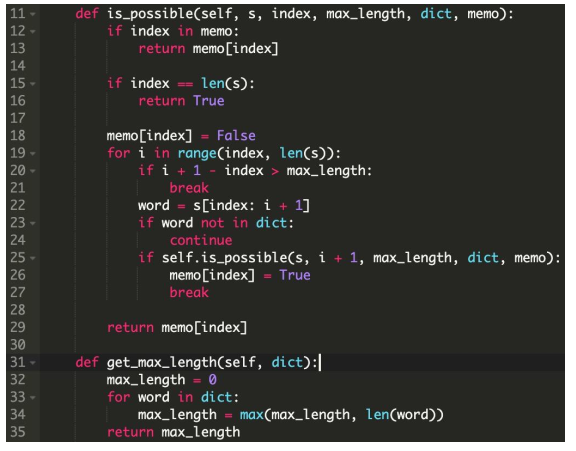 11 def is_possible(self, s, index, max_length, dict, memo):
12 if index in memo:
13 return memo[index]
14
15 if index == len(s):
16 return True
17
18 memo[index] = False
19 for i in range(index, len(s)):
20 if i + 1 - index > max_length:
21 break
22 word = s[index: i + 1]
23 if word not in dict:
24 continue
25 if self.is_possible(s, i + 1, max_length, dict, memo):
26 memo[index] = True
27 break
28
29 return memo[index]
30
31 def get_max_length(self, dict):
32 max_length = 0
33 for word in dict:
34 max_length = max(max_length, len(word))
35 return max_length